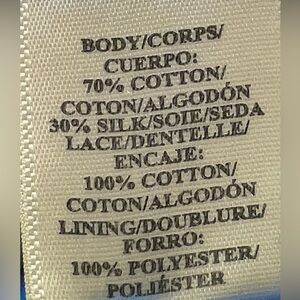 BODY/CORPS/
CUERPO:
70% COTTON/
COTON/ALGODÓN
30% SILK/SOIE/SEDA
LACE/DENTELLE/
ENCAJE:
100% COTTON/
COTON/ALGODÓN
LINING/DOUBLURE/
FORRO:
100% POLYESTER/
POLIÉSTER